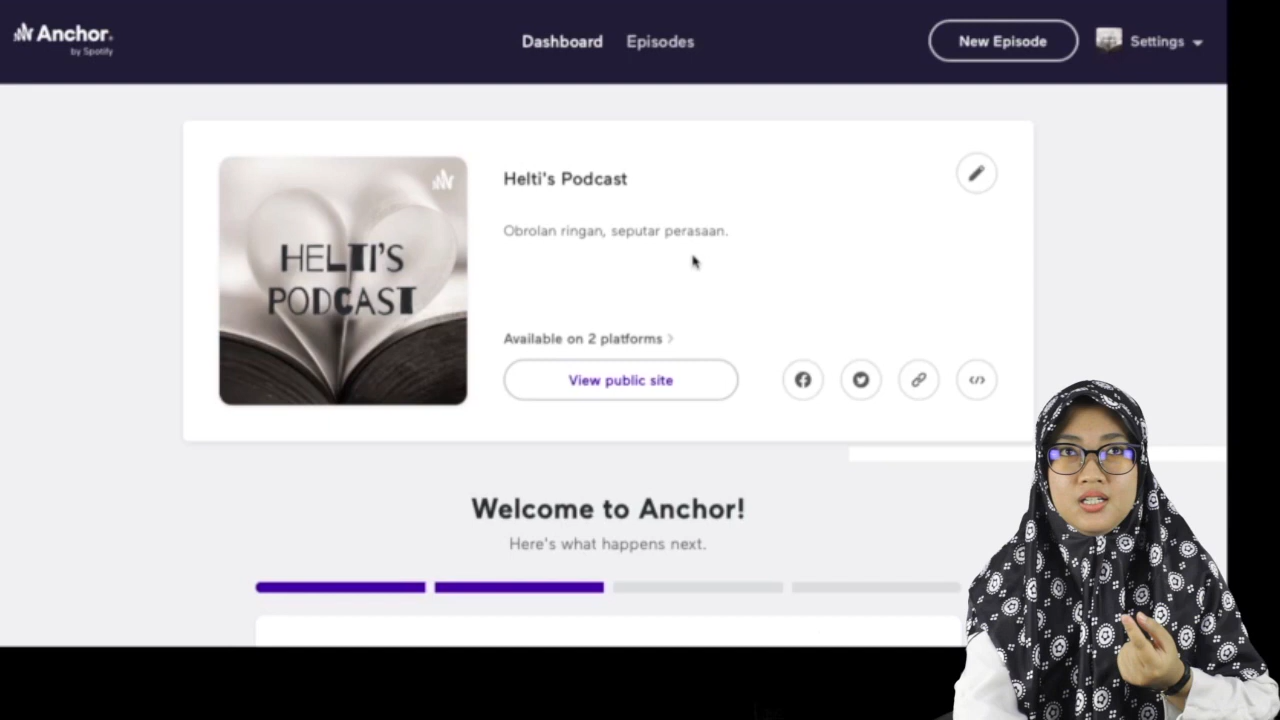 Anchor
by Spotify
Dashboard
Episodes
New Episode
Settings
HELTI'S
PODCAST
Helti's Podcast
Obrolan ringan, seputar perasaan.
Available on 2 platforms
View public site
Welcome to Anchor!
Here's what happens next.